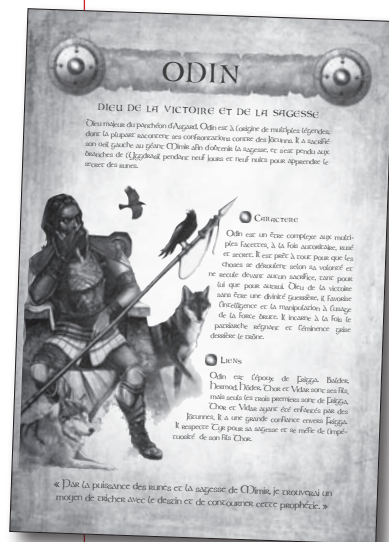 ODIN
DIEU DE LA VICTOIRE ET DE LA SAGESSE
Dieu majeur du panthéon d'Asgard, Odin est à l'origine de multiples légendes,
dont la plupart racontent ses confrontations contre des Jötunns. Il a sacrifié
son œil gauche au géant Mimir afin d'obtenir la sagesse, et s'est pendu aux
branches de l'Yggdrasil pendant neuf jours et neuf nuits pour apprendre le
secret des runes.
CARACTÈRE
Odin est un être complexe aux multi-
ples facettes, à la fois autoritaire, rusé
et secret. Il est prêt à tout pour que les
choses se déroulent selon sa volonté et
ne recule devant aucun sacrifice, tant pour
lui que pour autrui. Dieu de la victoire
sans être une divinité guerrière, il favorise
l'intelligence et la manipulation à l'usage
de la force brute. Il incarne à la fois le
patriarche régnant et l'éminence grise
derrière le trône.
LIENS
Odin est l'époux de Frigga. Balder,
Hermod, Höder, Thor et Vidar sont ses fils,
mais seuls les trois premiers sont de Frigga,
Thor et Vidar ayant été enfantés par des
Jötunnes. Il a une grande confiance envers Frigga.
Il respecte Tyr pour sa sagesse et se méfie de l'impé-
tuosité de son fils Thor.
« Par la puissance des runes et la sagesse de Mimir, je trouverai un
moyen de tricher avec le destin et de contourner cette prophétie. »